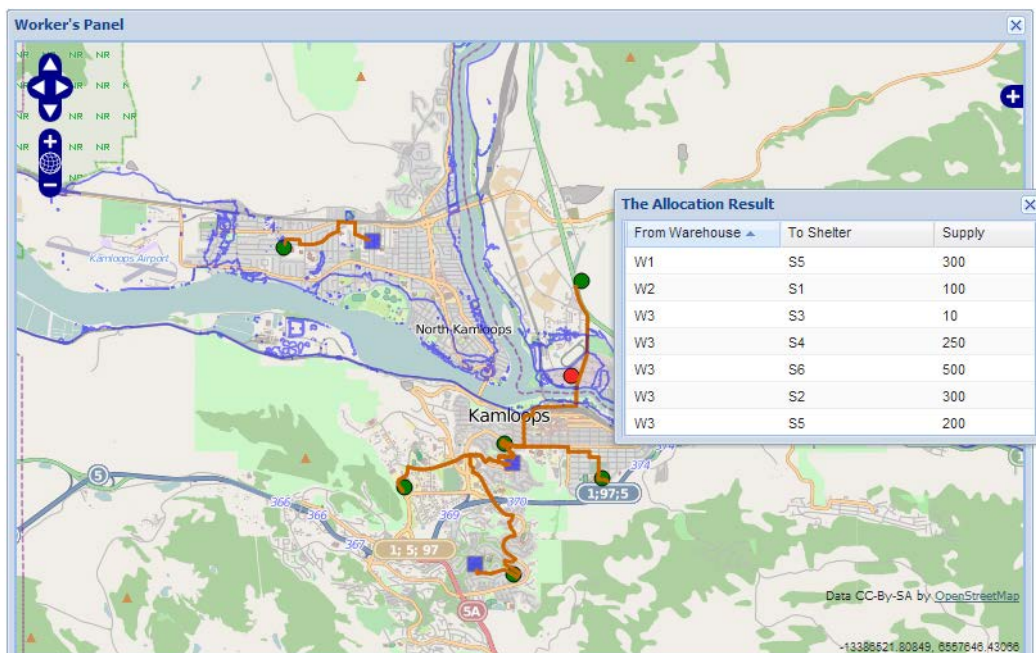 Worker's Panel
NR NR NR
NR NR NR
NR NR NR
NR NR NR NR
NR NR NR
The Allocation Result
From Warehouse To Shelter Supply
W1 S5 300
W2 S1 100
W3 S3 10
W3 S4 250
W3 S6 500
W3 S2 300
W3 S5 200
Kamloops Airport
North Kamloops
Kamloops
374
374
5
1;97;5
366
366
369
370
367
1; 5; 97
5A
Data CC-By-SA by OpenStreetMap
-13386521.80849, 6557646.43066